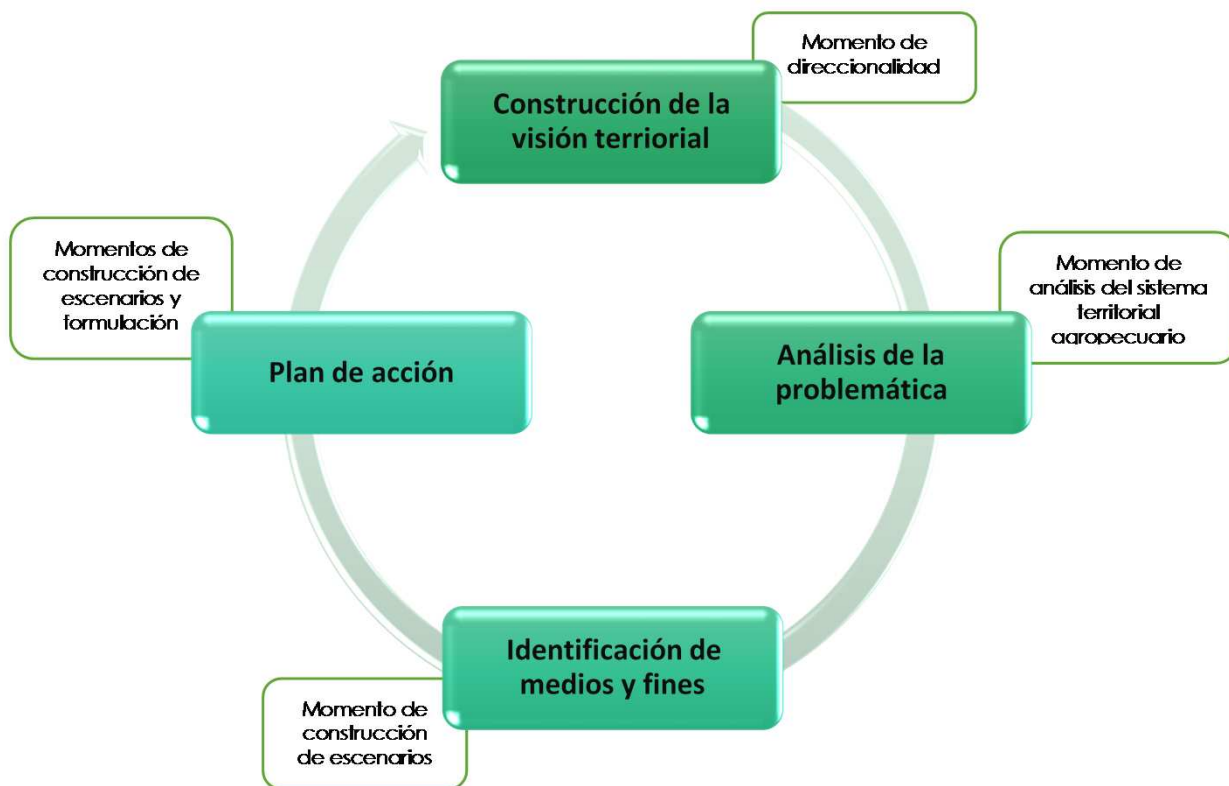 Momento de
direccionalidad
Construcción de la
visión terriorial
Momentos de
construcción de
escenarios y
formulación
Momento de
análisis del sistema
territorial
agropecuario
Plan de acción
Análisis de la
problemática
Identificación de
medios y fines
Momento de
construcción
de escenarios